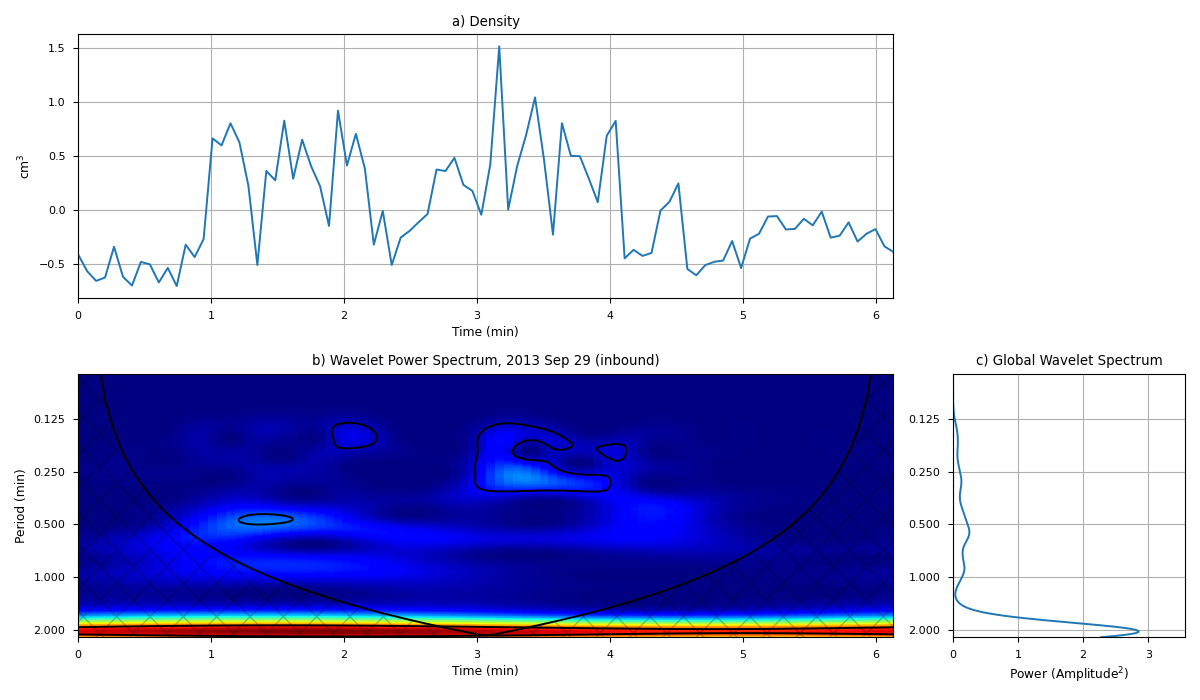 a) Density
1.5
1.0
0.5
0.0
−0.5
cm³
0 1 2 3 4 5 6
Time (min)
b) Wavelet Power Spectrum, 2013 Sep 29 (inbound)
0.125
0.250
0.500
1.000
2.000
Period (min)
0 1 2 3 4 5 6
Time (min)
c) Global Wavelet Spectrum
0.125
0.250
0.500
1.000
2.000
0 1 2 3
Power (Amplitude²)